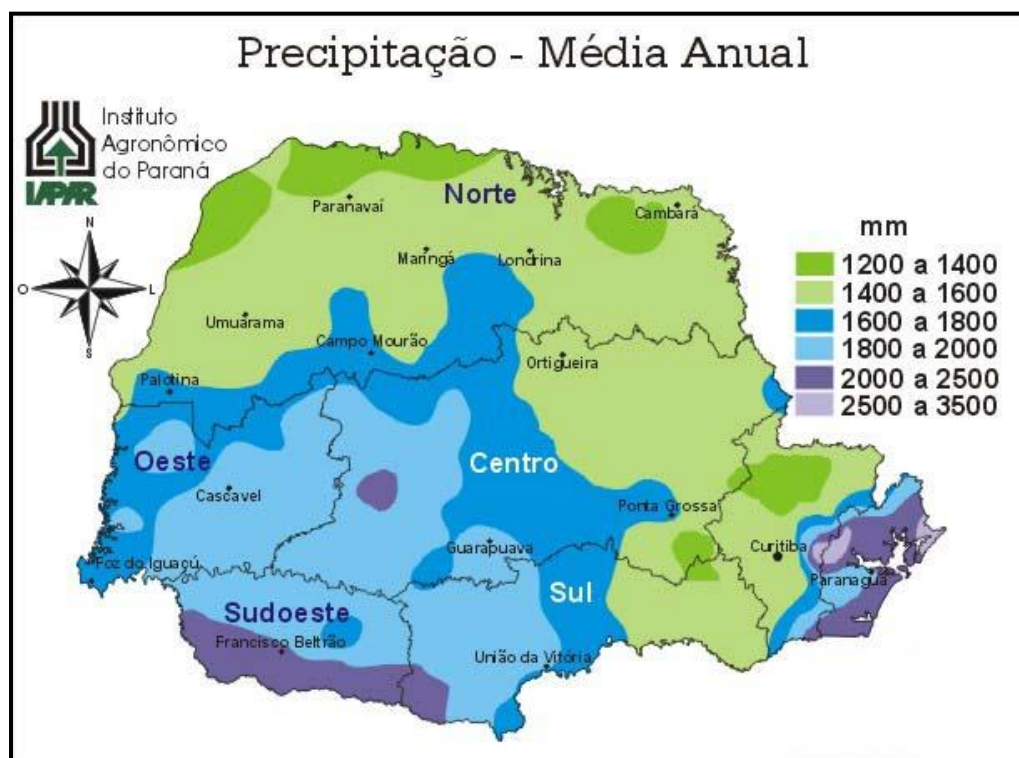 Precipitação - Média Anual
Instituto
Agronômico
do Paraná
IAPAR
N
O
L
S
Norte
Paranavaí
Cambará
Maringá
Londrina
mm
1200 a 1400
1400 a 1600
1600 a 1800
1800 a 2000
2000 a 2500
2500 a 3500
Umuarama
Campo Mourão
Ortigueira
Palotina
Oeste
Centro
Cascavel
Ponta Grossa
Guarapuava
Curitiba
Foz do Iguaçú
Paranaguá
Sul
Sudoeste
Francisco Beltrão
União da Vitória